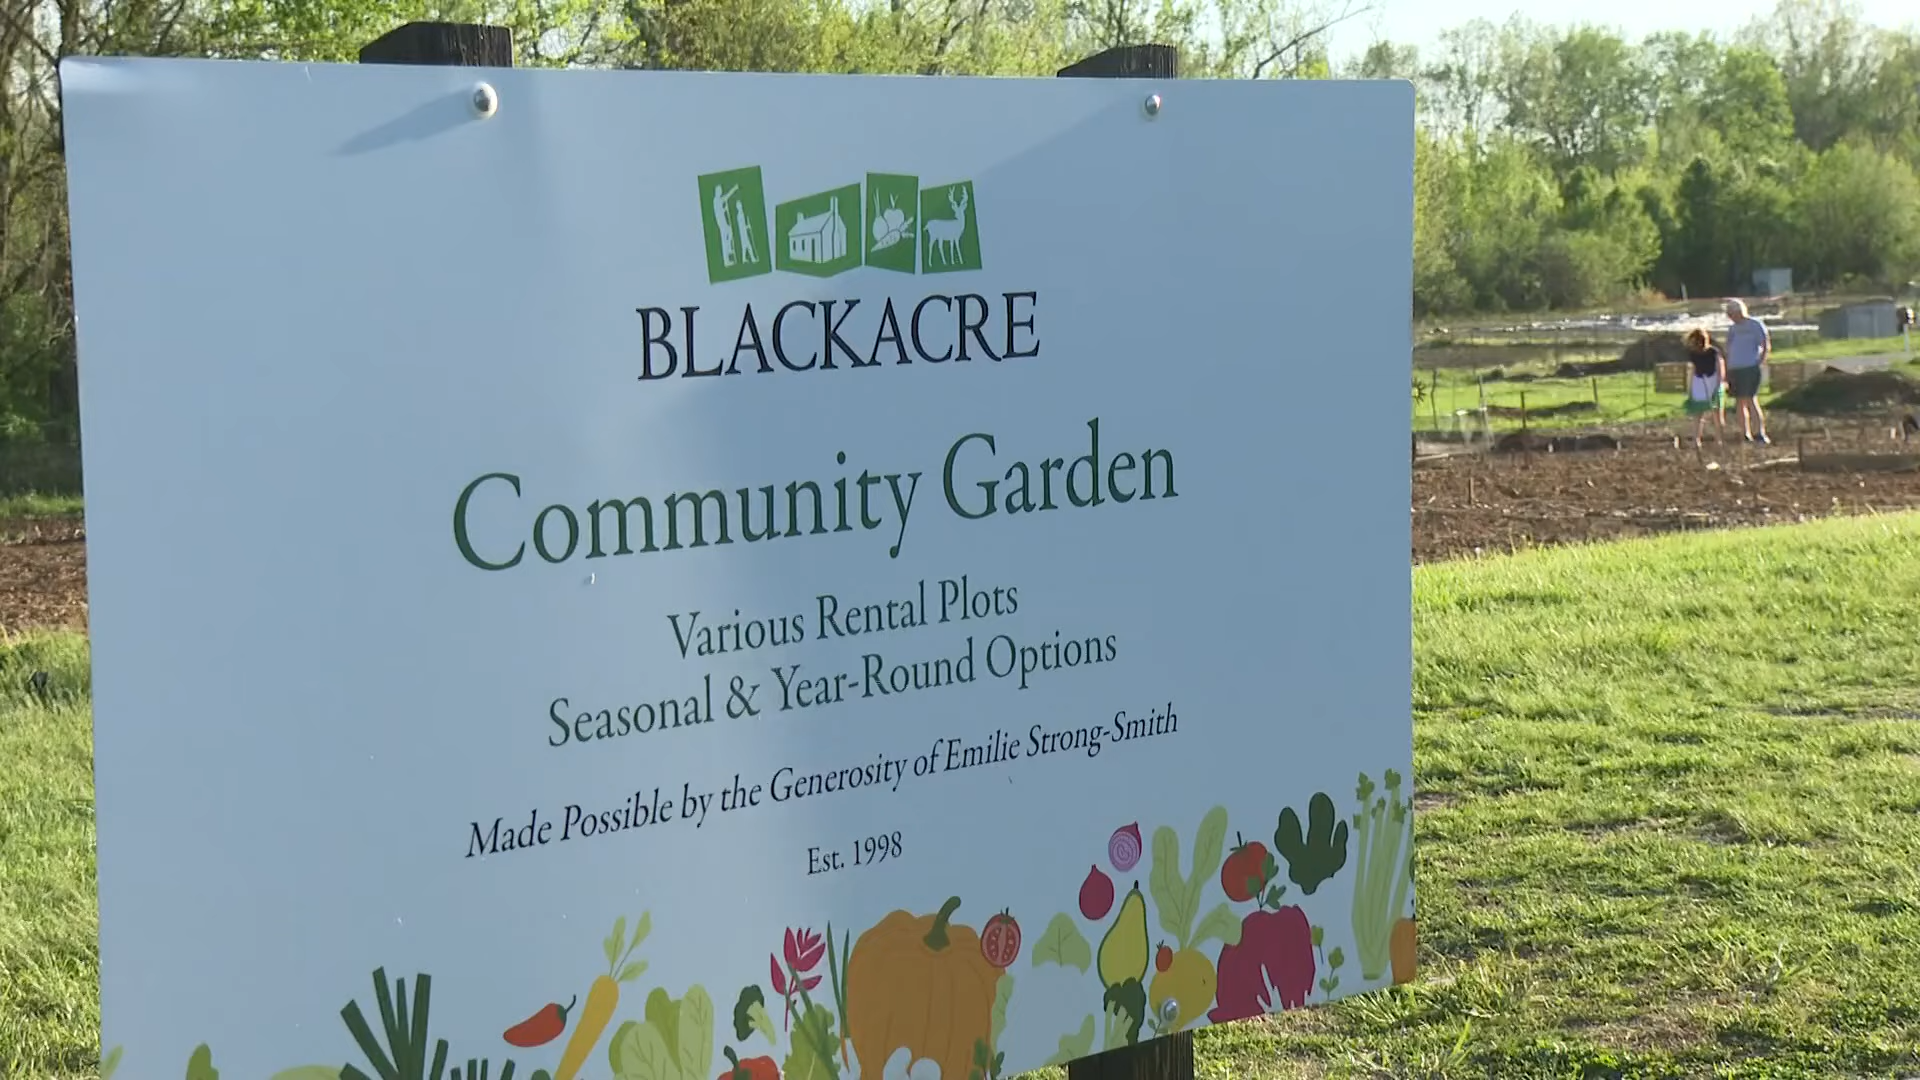 BLACKACRE
Community Garden
Various Rental Plots
Seasonal & Year-Round Options
Made Possible by the Generosity of Emilie Strong-Smith
Est. 1998